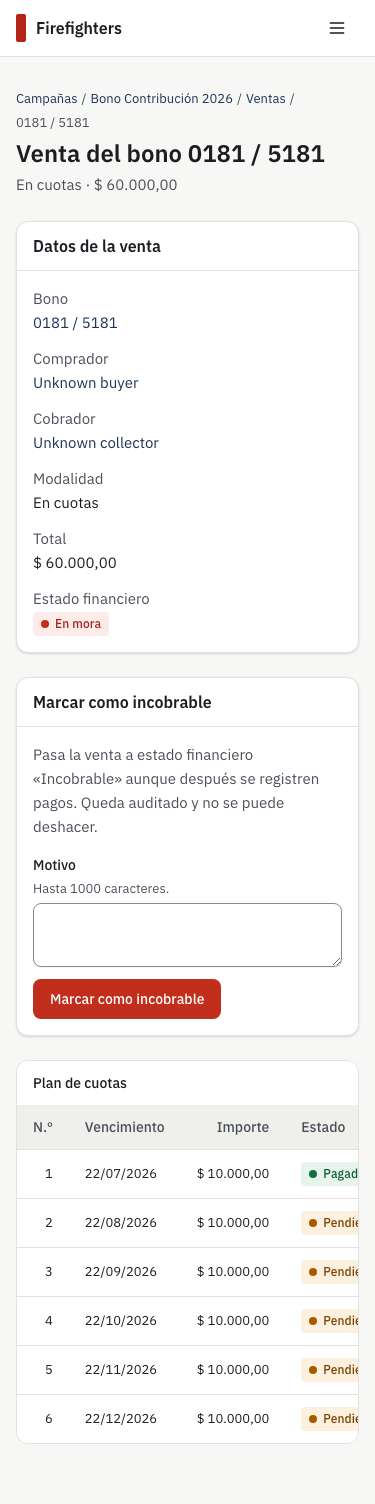 Firefighters
Campañas / Bono Contribución 2026 / Ventas /
0181 / 5181
Venta del bono 0181 / 5181
En cuotas · $ 60.000,00
Datos de la venta
Bono
0181 / 5181
Comprador
Unknown buyer
Cobrador
Unknown collector
Modalidad
En cuotas
Total
$ 60.000,00
Estado financiero
En mora
Marcar como incobrable
Pasa la venta a estado financiero
«Incobrable» aunque después se registren
pagos. Queda auditado y no se puede
deshacer.
Motivo
Hasta 1000 caracteres.
Marcar como incobrable
Plan de cuotas
N.º Vencimiento Importe Estado
1 22/07/2026 $ 10.000,00 Pagad
2 22/08/2026 $ 10.000,00 Pendie
3 22/09/2026 $ 10.000,00 Pendie
4 22/10/2026 $ 10.000,00 Pendie
5 22/11/2026 $ 10.000,00 Pendie
6 22/12/2026 $ 10.000,00 Pendie